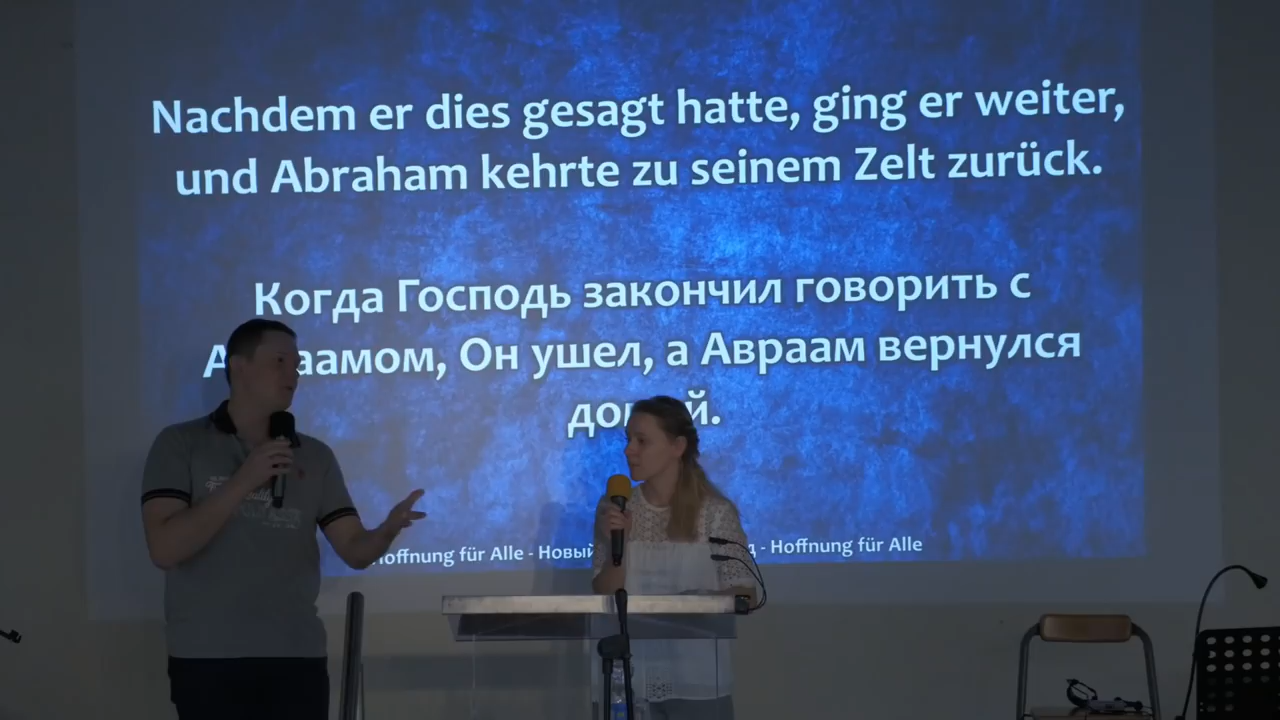 Nachdem er dies gesagt hatte, ging er weiter,
und Abraham kehrte zu seinem Zelt zurück.
Когда Господь закончил говорить с
Он ушел, а Авраам вернулся
für Alle - Новый - Hoffnung für Alle